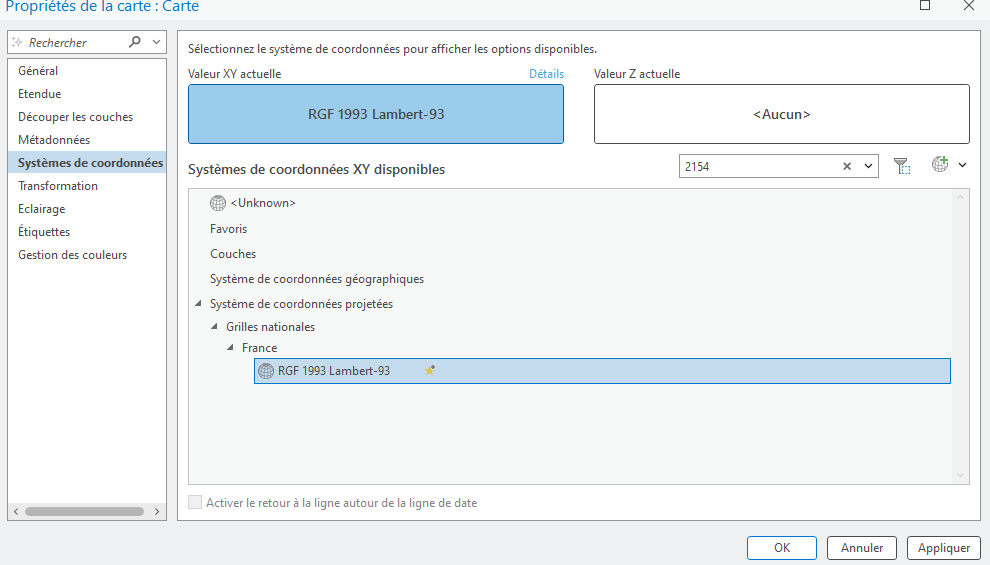 Propriétés de la carte : Carte
Rechercher
Général
Etendue
Découper les couches
Métadonnées
Systèmes de coordonnées
Transformation
Eclairage
Étiquettes
Gestion des couleurs
Sélectionnez le système de coordonnées pour afficher les options disponibles.
Valeur XY actuelle Détails Valeur Z actuelle
RGF 1993 Lambert-93 <Aucun>
Systèmes de coordonnées XY disponibles 2154
<Unknown>
Favoris
Couches
Système de coordonnées géographiques
Système de coordonnées projetées
Grilles nationales
France
RGF 1993 Lambert-93
Activer le retour à la ligne autour de la ligne de date
OK Annuler Appliquer